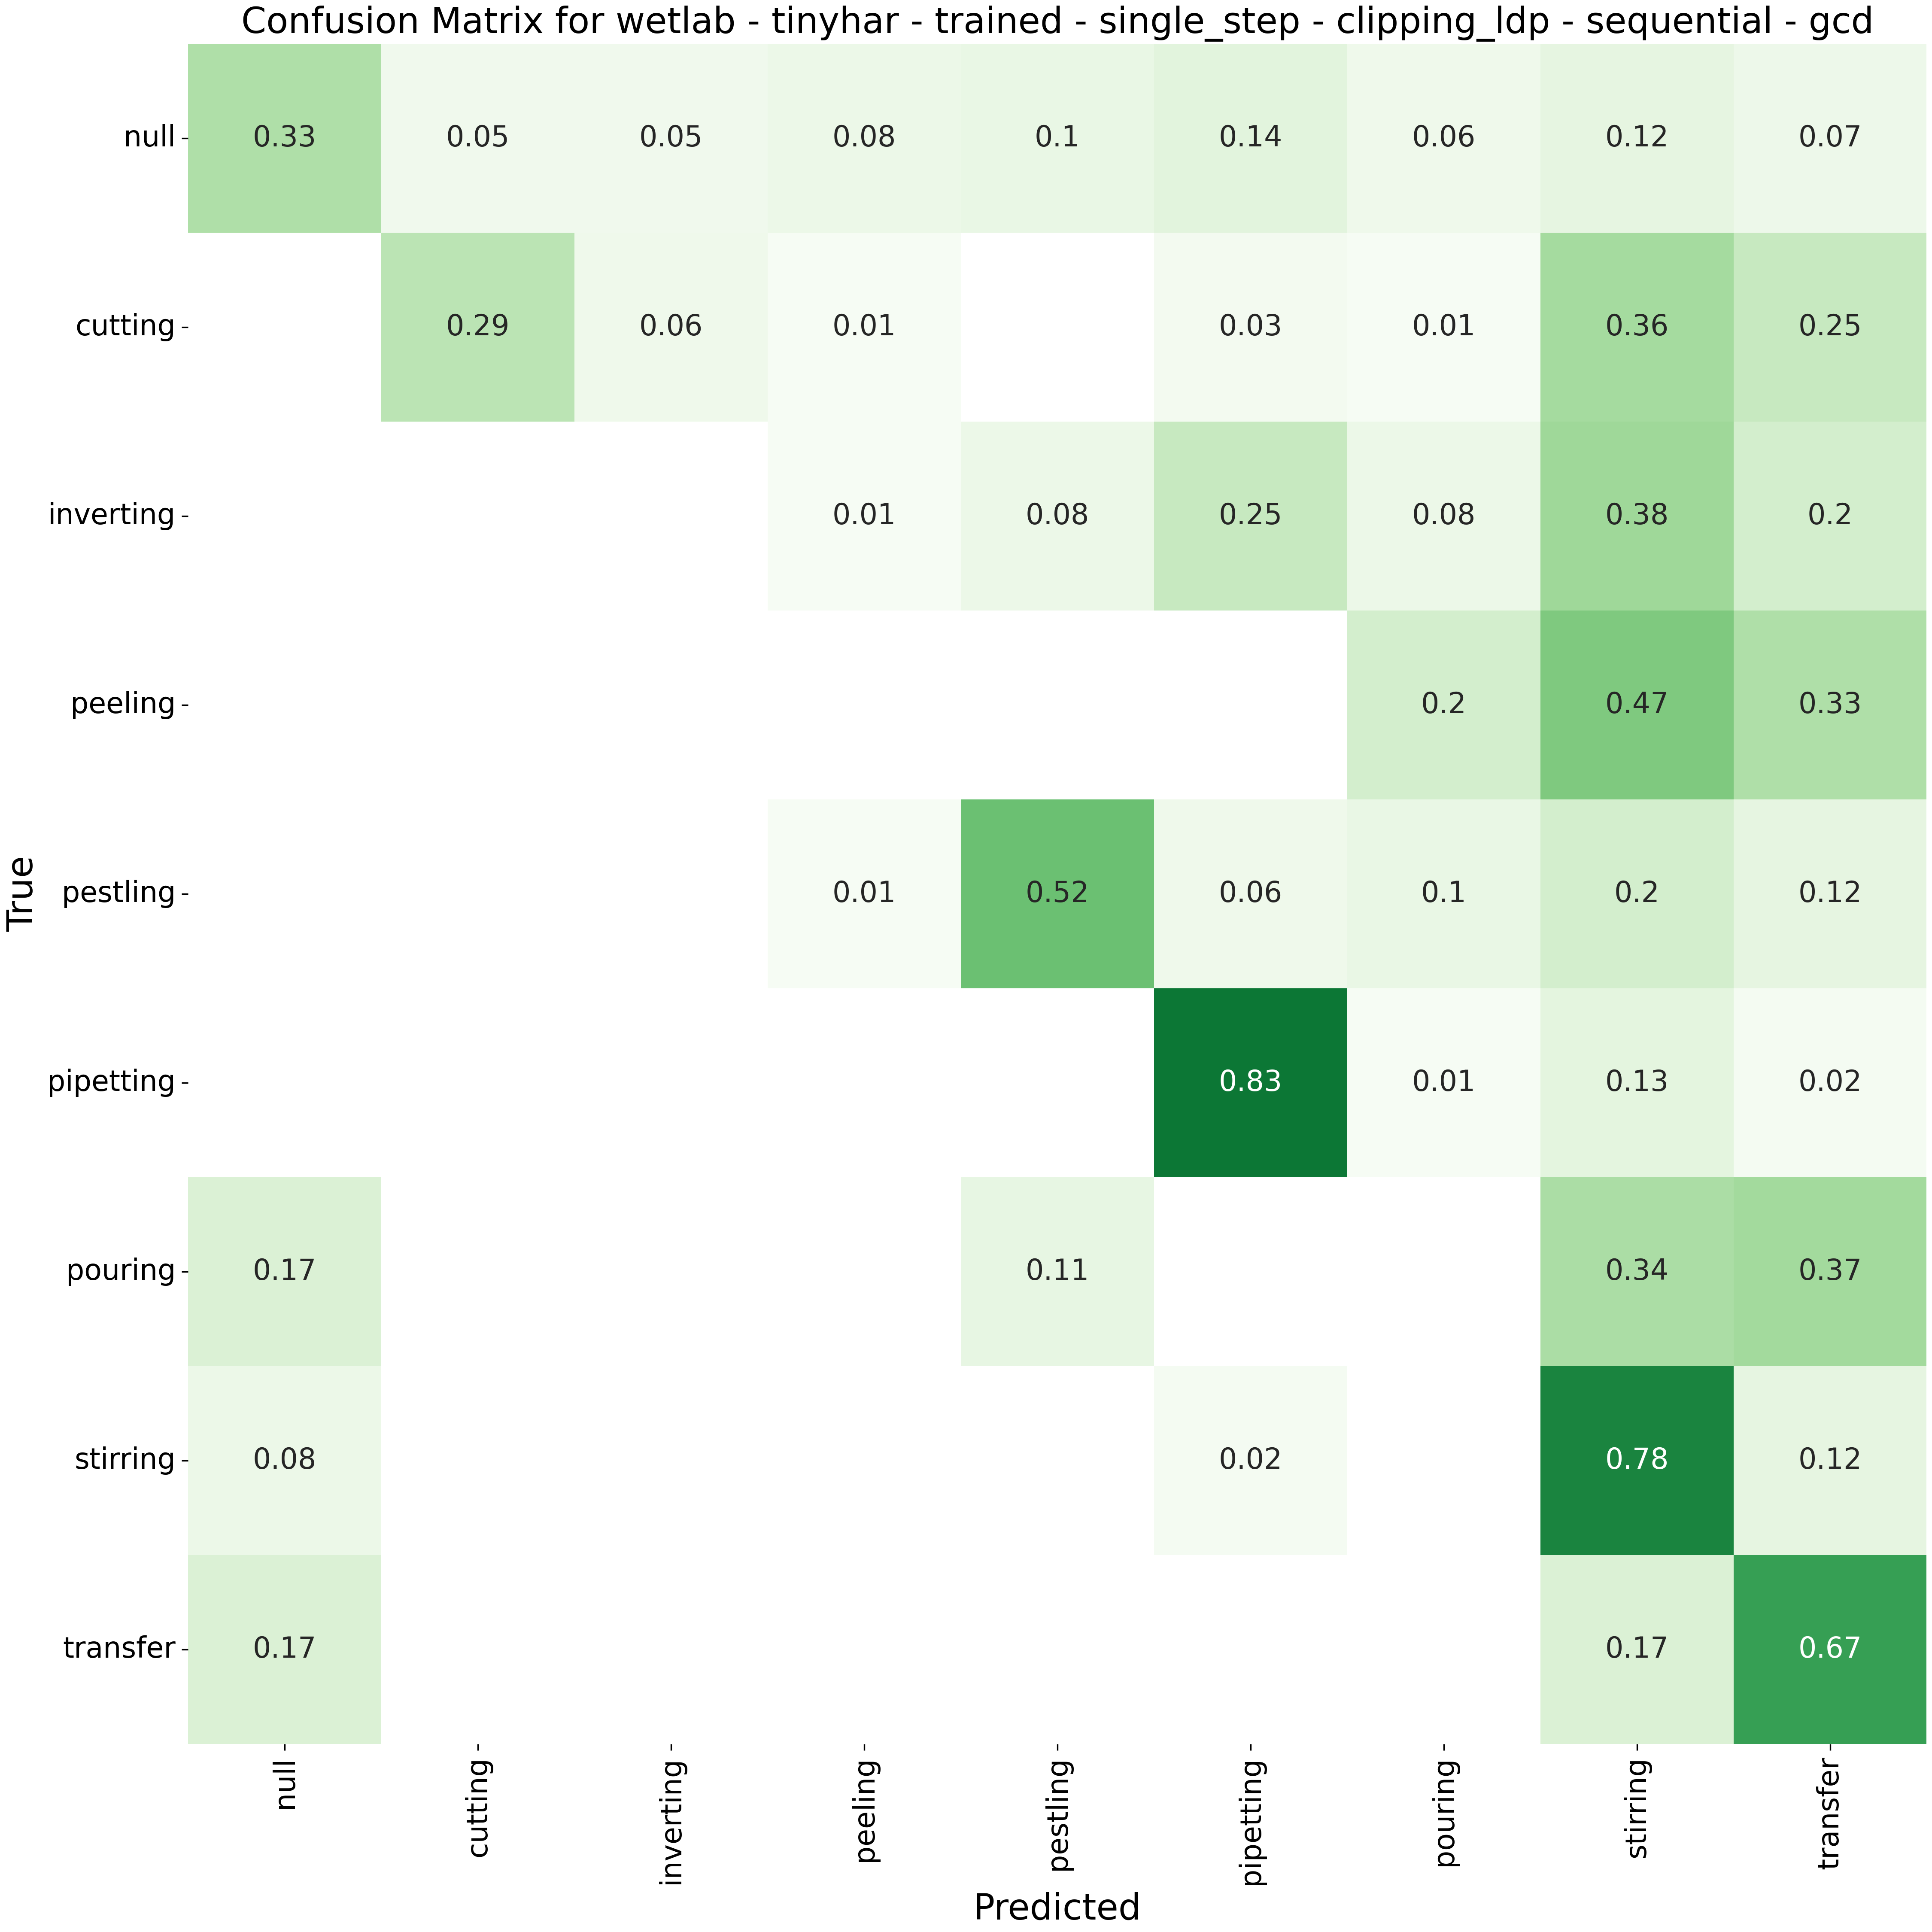 Confusion Matrix for wetlab - tinyhar - trained - single_step - clipping_ldp - sequential - gcd
null 0.33 0.05 0.05 0.08 0.1 0.14 0.06 0.12 0.07
cutting 0.29 0.06 0.01 0.03 0.01 0.36 0.25
inverting 0.01 0.08 0.25 0.08 0.38 0.2
peeling 0.2 0.47 0.33
True
pestling 0.01 0.52 0.06 0.1 0.2 0.12
pipetting 0.83 0.01 0.13 0.02
pouring 0.17 0.11 0.34 0.37
stirring 0.08 0.02 0.78 0.12
transfer 0.17 0.17 0.67
null cutting inverting peeling pestling pipetting pouring stirring transfer
Predicted